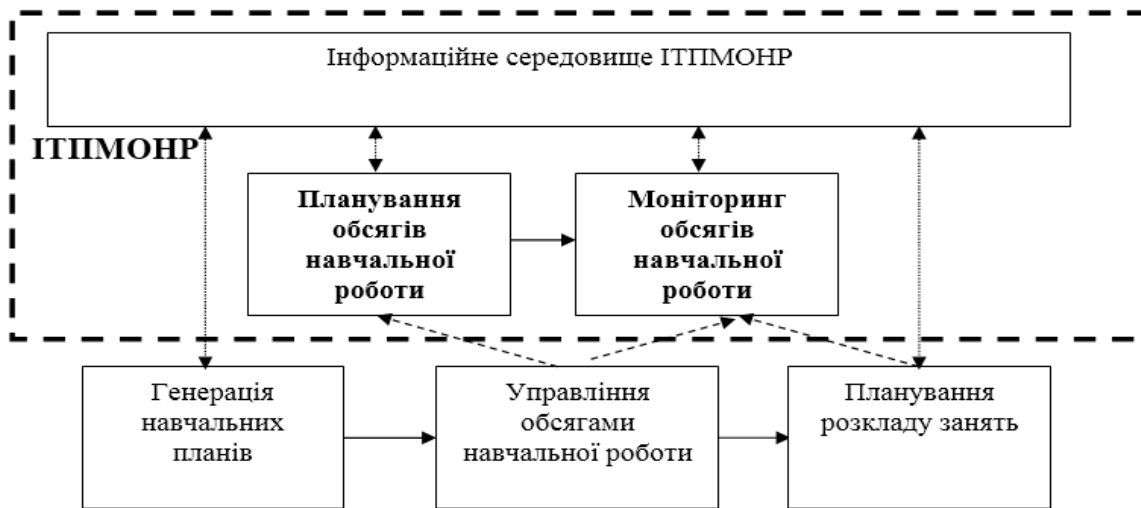 Інформаційне середовище ІТПМОНР
ІТПМОНР
Планування
обсягів
навчальної
роботи
Моніторинг
обсягів
навчальної
роботи
Генерація
навчальних
планів
Управління
обсягами
навчальної роботи
Планування
розкладу занять